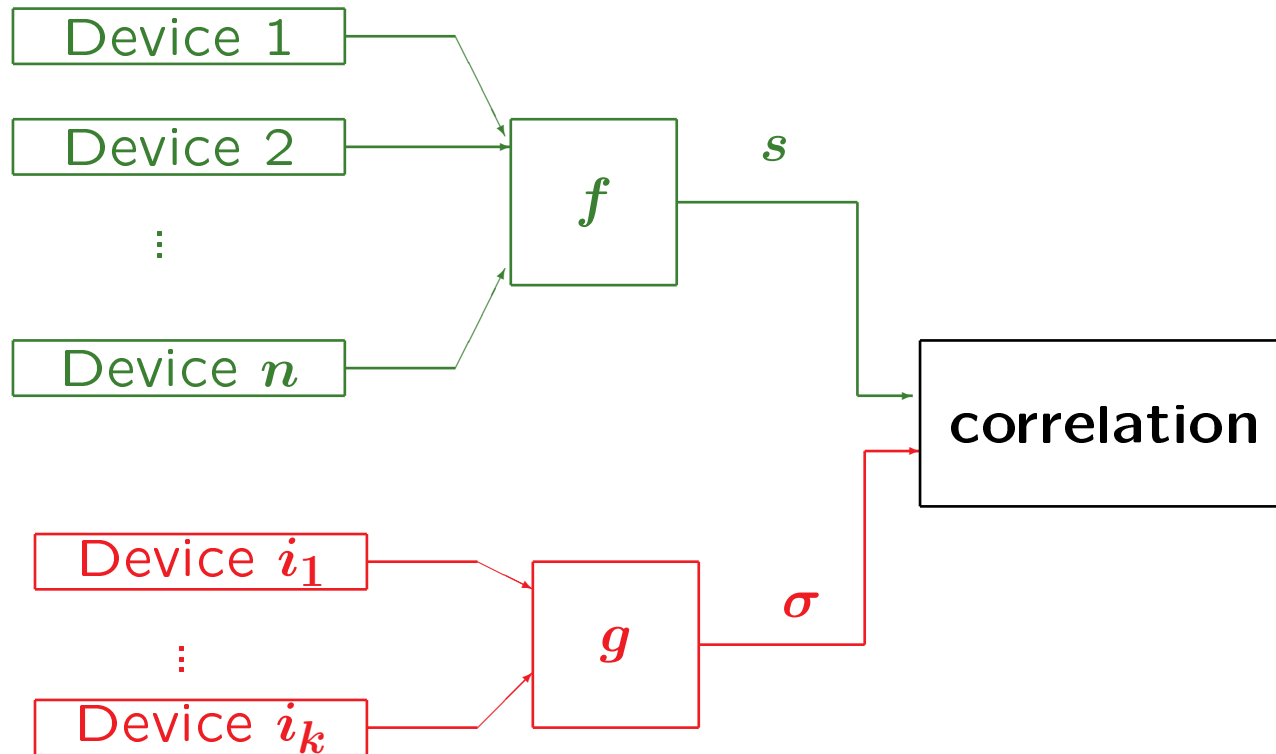 Device 1
Device 2
⋮
Device n
f
s
correlation
Device i₁
⋮
Device iₖ
g
σ